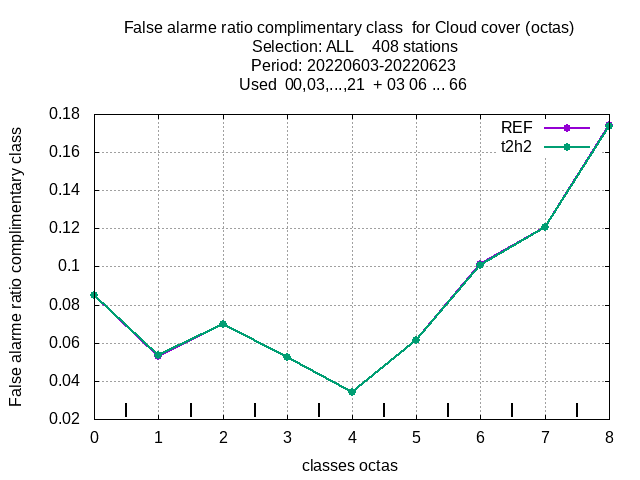 False alarme ratio complimentary class  for Cloud cover (octas)
Selection: ALL    408 stations
Period: 20220603-20220623
Used  00,03,...,21  + 03 06 ... 66
False alarme ratio complimentary class
0.18
0.16
0.14
0.12
0.1
0.08
0.06
0.04
0.02
REF
t2h2
0 1 2 3 4 5 6 7 8
classes octas